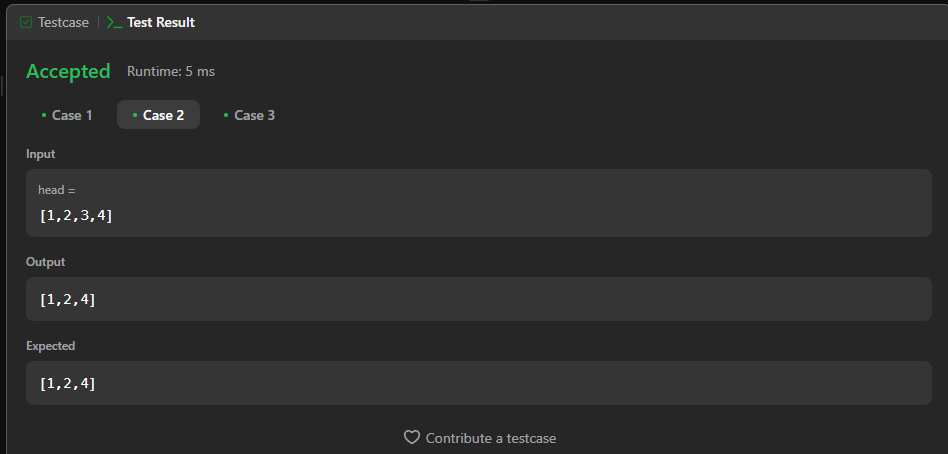 Testcase | >_ Test Result
Accepted Runtime: 5 ms
• Case 1 • Case 2 • Case 3
Input
head =
[1,2,3,4]
Output
[1,2,4]
Expected
[1,2,4]
Contribute a testcase